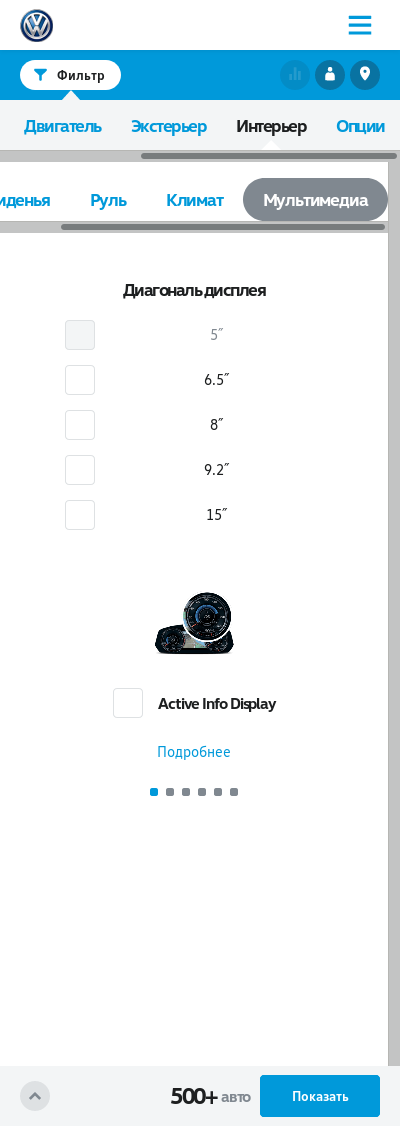 Фильтр
Двигатель Экстерьер Интерьер Опции
иденья Руль Климат Мультимедиа
Диагональ дисплея
5″
6.5″
8″
9.2″
15″
Active Info Display
Подробнее
500+ авто Показать